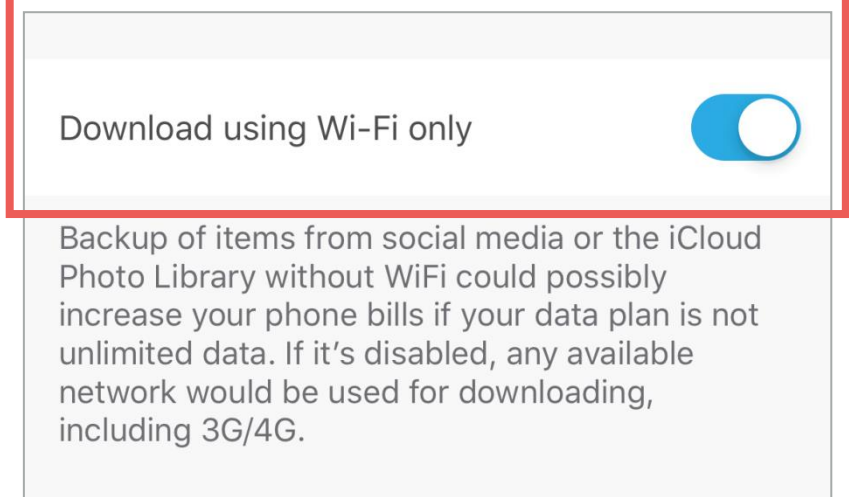 Download using Wi-Fi only
Backup of items from social media or the iCloud
Photo Library without WiFi could possibly
increase your phone bills if your data plan is not
unlimited data. If it’s disabled, any available
network would be used for downloading,
including 3G/4G.